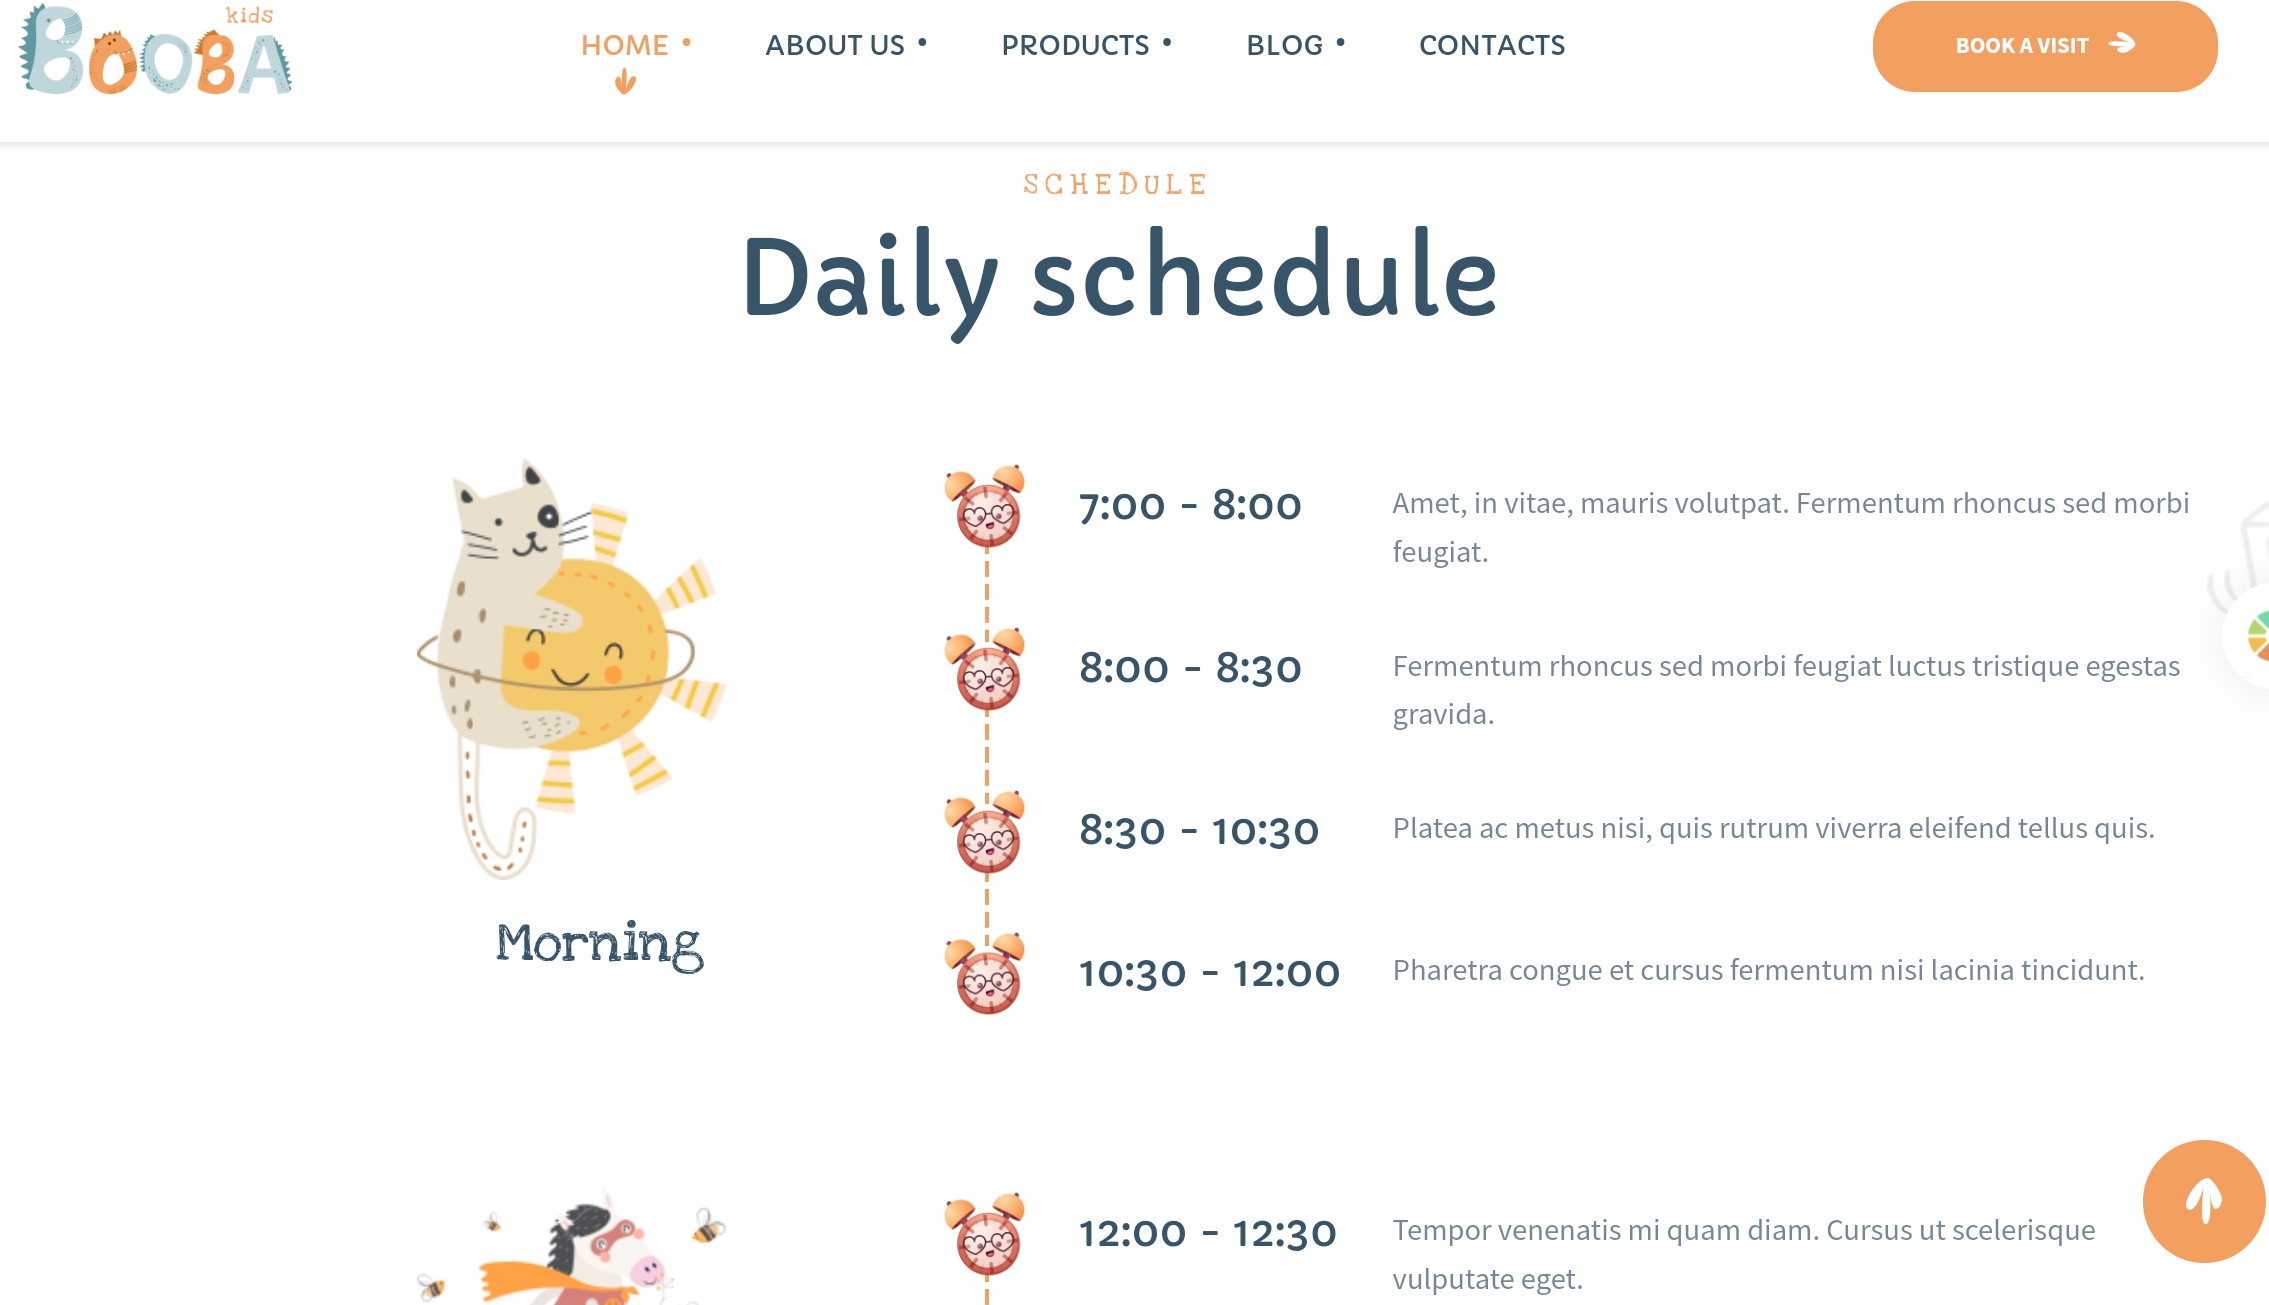 kids
BOOBA
HOME
ABOUT US
PRODUCTS
BLOG
CONTACTS
BOOK A VISIT
SCHEDULE
Daily schedule
7:00 - 8:00
Amet, in vitae, mauris volutpat. Fermentum rhoncus sed morbi
feugiat.
8:00 - 8:30
Fermentum rhoncus sed morbi feugiat luctus tristique egestas
gravida.
8:30 - 10:30
Platea ac metus nisi, quis rutrum viverra eleifend tellus quis.
Morning
10:30 - 12:00
Pharetra congue et cursus fermentum nisi lacinia tincidunt.
12:00 - 12:30
Tempor venenatis mi quam diam. Cursus ut scelerisque
vulputate eget.